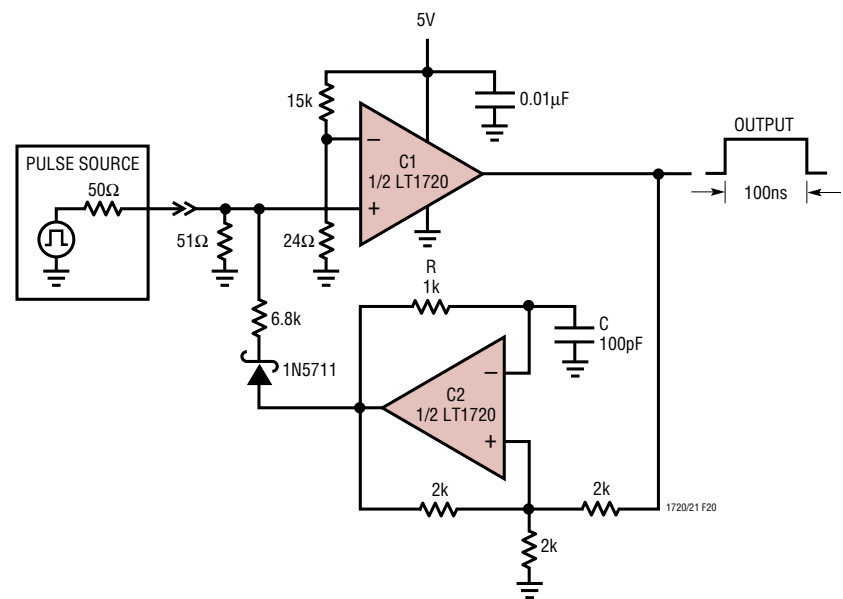 5V
15k
0.01µF
OUTPUT
PULSE SOURCE
50Ω
−
C1
1/2 LT1720
+
100ns
51Ω
24Ω
R
1k
6.8k
C
100pF
1N5711
−
C2
1/2 LT1720
+
2k
2k
1720/21 F20
2k